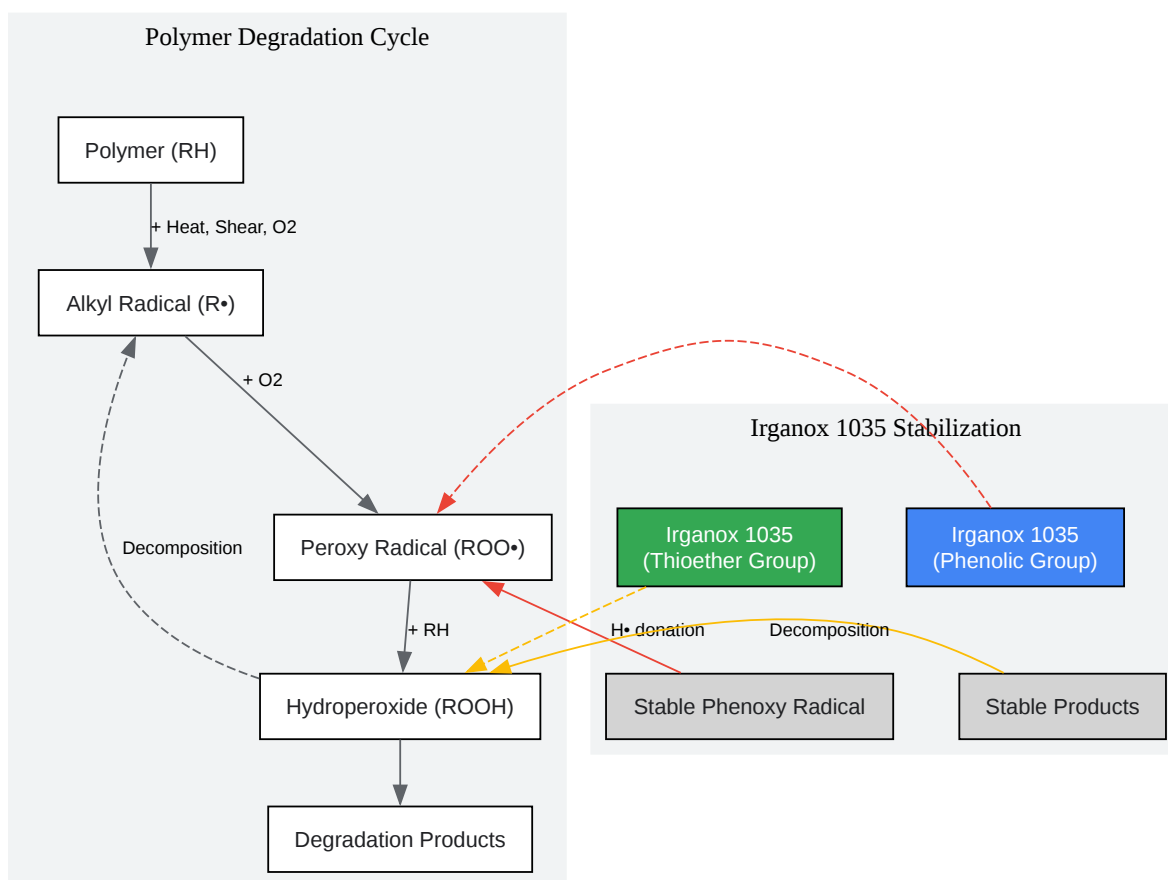 Polymer Degradation Cycle
Polymer (RH)
+ Heat, Shear, O2
Alkyl Radical (R•)
+ O2
Peroxy Radical (ROO•)
Decomposition
+ RH
Hydroperoxide (ROOH)
Degradation Products
Irganox 1035 Stabilization
Irganox 1035
(Thioether Group)
Irganox 1035
(Phenolic Group)
H• donation
Decomposition
Stable Phenoxy Radical
Stable Products